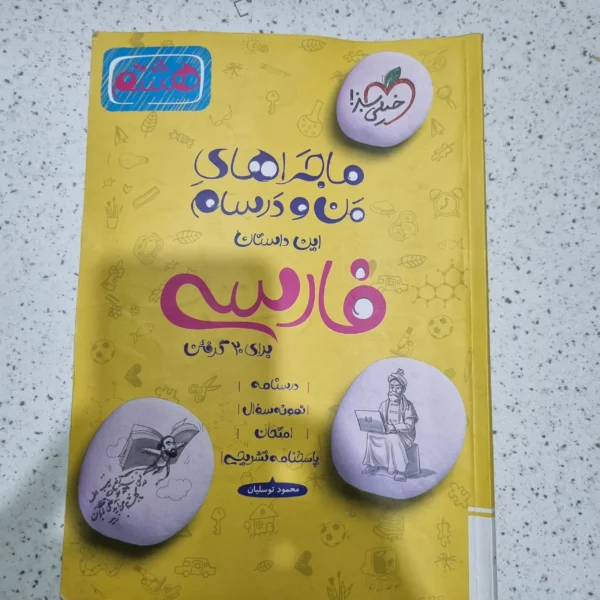 هشتم
خیلی سبز!
ماجراهای
من و درسام
این داستان
فارسی
برای ۲۰ گرفتن
درسنامه
نمونه سؤال
امتحان
پاسخنامه تشریحی
محمود توسلیان